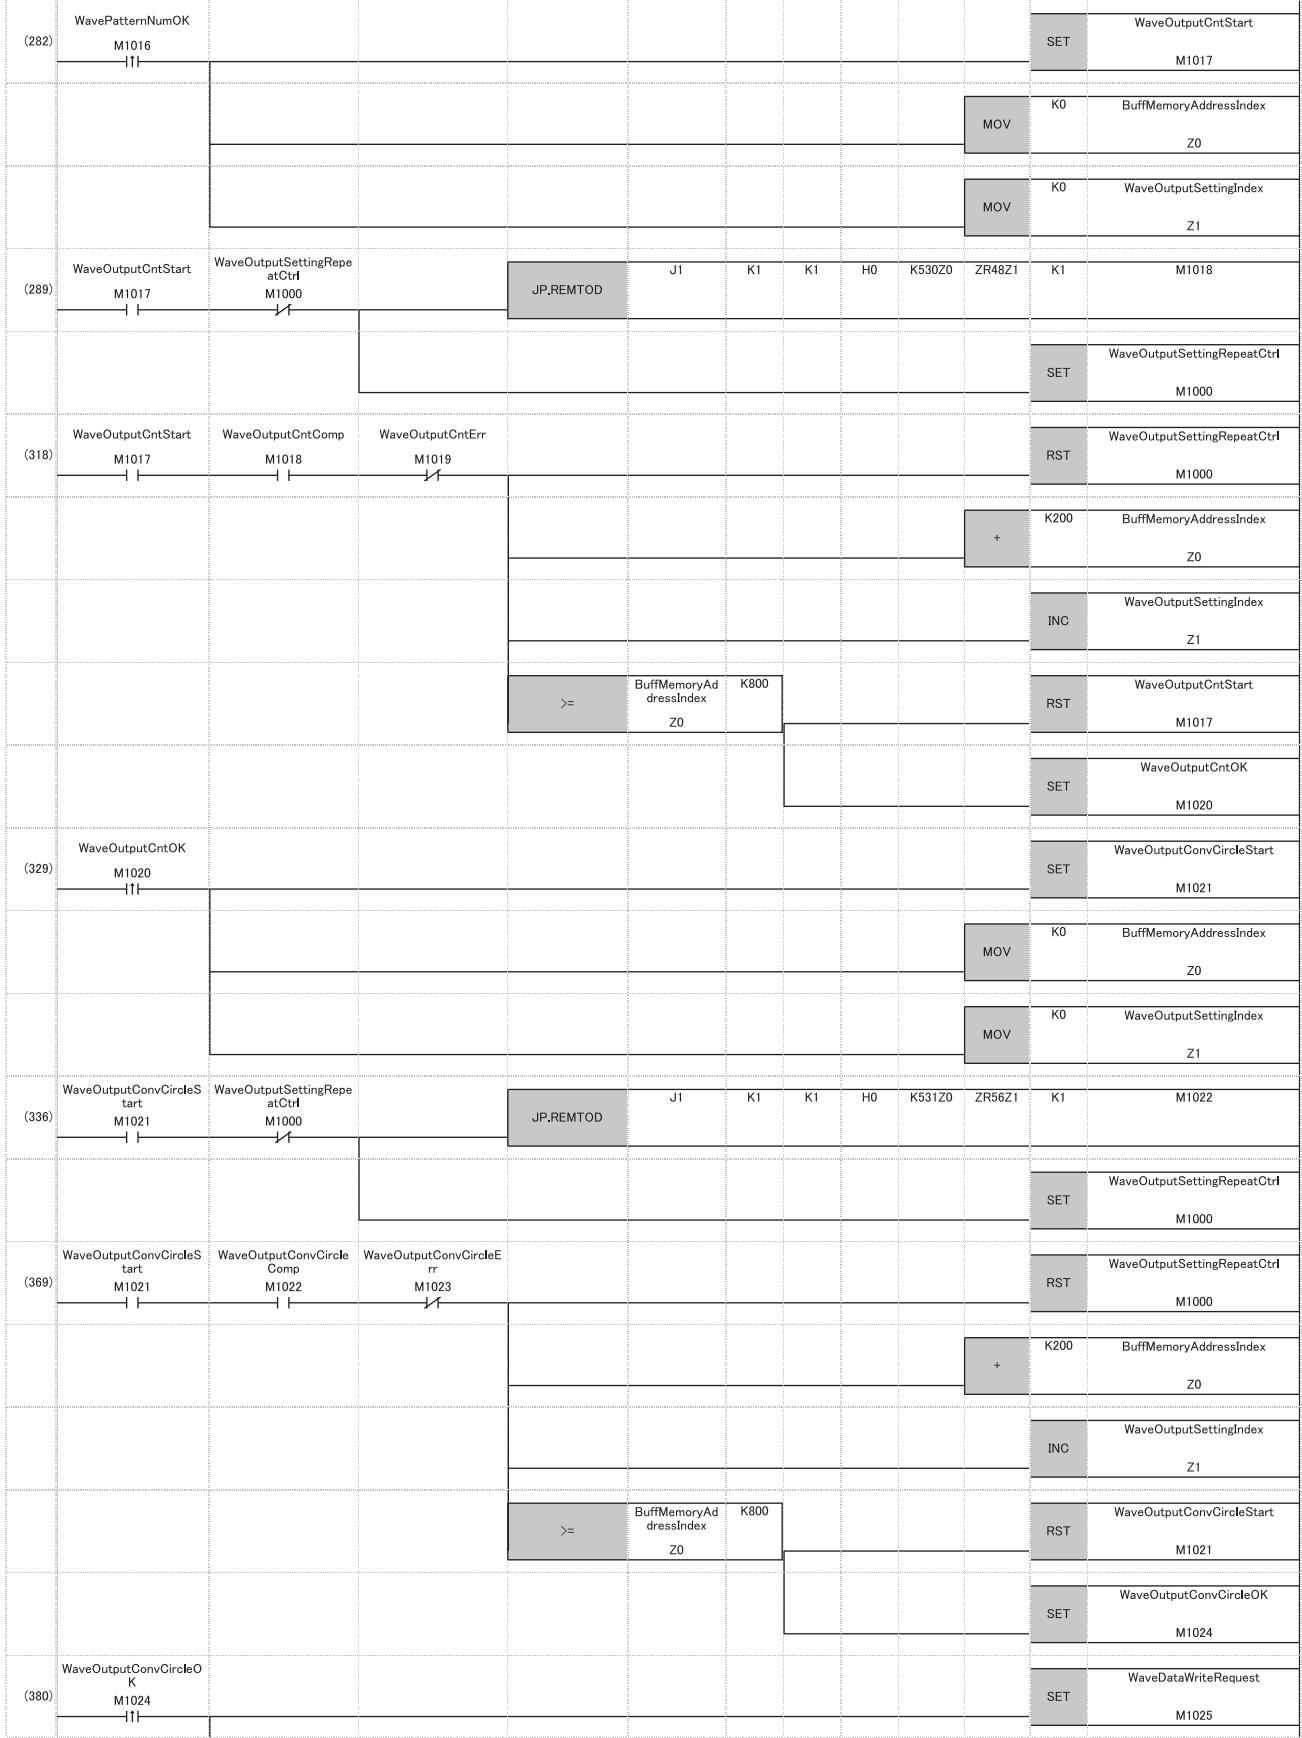 WavePatternNumOK
WaveOutputCntStart
(282)
M1016
SET
M1017
MOV
K0
BuffMemoryAddressIndex
Z0
MOV
K0
WaveOutputSettingIndex
Z1
(289)
WaveOutputCntStart
M1017
WaveOutputSettingRepe
atCtrl
M1000
JP.REMTOD
J1
K1
K1
H0
K530Z0
ZR48Z1
K1
M1018
SET
WaveOutputSettingRepeatCtrl
M1000
(318)
WaveOutputCntStart
M1017
WaveOutputCntComp
M1018
WaveOutputCntErr
M1019
RST
WaveOutputSettingRepeatCtrl
M1000
+
K200
BuffMemoryAddressIndex
Z0
INC
WaveOutputSettingIndex
Z1
>=
BuffMemoryAd
dressIndex
Z0
K800
RST
WaveOutputCntStart
M1017
SET
WaveOutputCntOK
M1020
(329)
WaveOutputCntOK
M1020
SET
WaveOutputConvCircleStart
M1021
MOV
K0
BuffMemoryAddressIndex
Z0
MOV
K0
WaveOutputSettingIndex
Z1
(336)
WaveOutputConvCircleS
tart
M1021
WaveOutputSettingRepe
atCtrl
M1000
JP.REMTOD
J1
K1
K1
H0
K531Z0
ZR56Z1
K1
M1022
SET
WaveOutputSettingRepeatCtrl
M1000
(369)
WaveOutputConvCircleS
tart
M1021
WaveOutputConvCircle
Comp
M1022
WaveOutputConvCircleE
rr
M1023
RST
WaveOutputSettingRepeatCtrl
M1000
+
K200
BuffMemoryAddressIndex
Z0
INC
WaveOutputSettingIndex
Z1
>=
BuffMemoryAd
dressIndex
Z0
K800
RST
WaveOutputConvCircleStart
M1021
SET
WaveOutputConvCircleOK
M1024
(380)
WaveOutputConvCircleO
K
M1024
SET
WaveDataWriteRequest
M1025